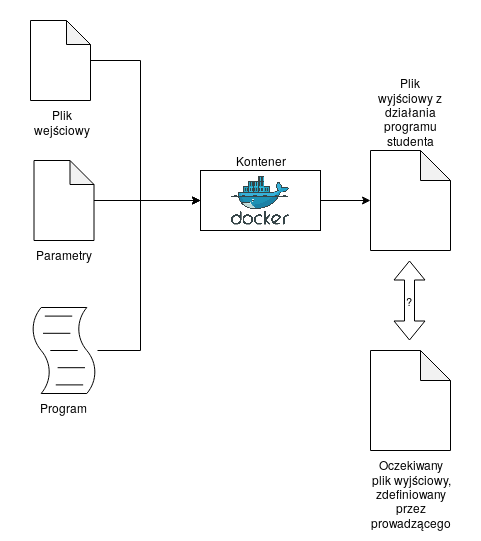 Plik
wejściowy
Parametry
Program
Kontener
docker
Plik
wyjściowy z
działania
programu
studenta
?
Oczekiwany
plik wyjściowy,
zdefiniowany
przez
prowadzącego